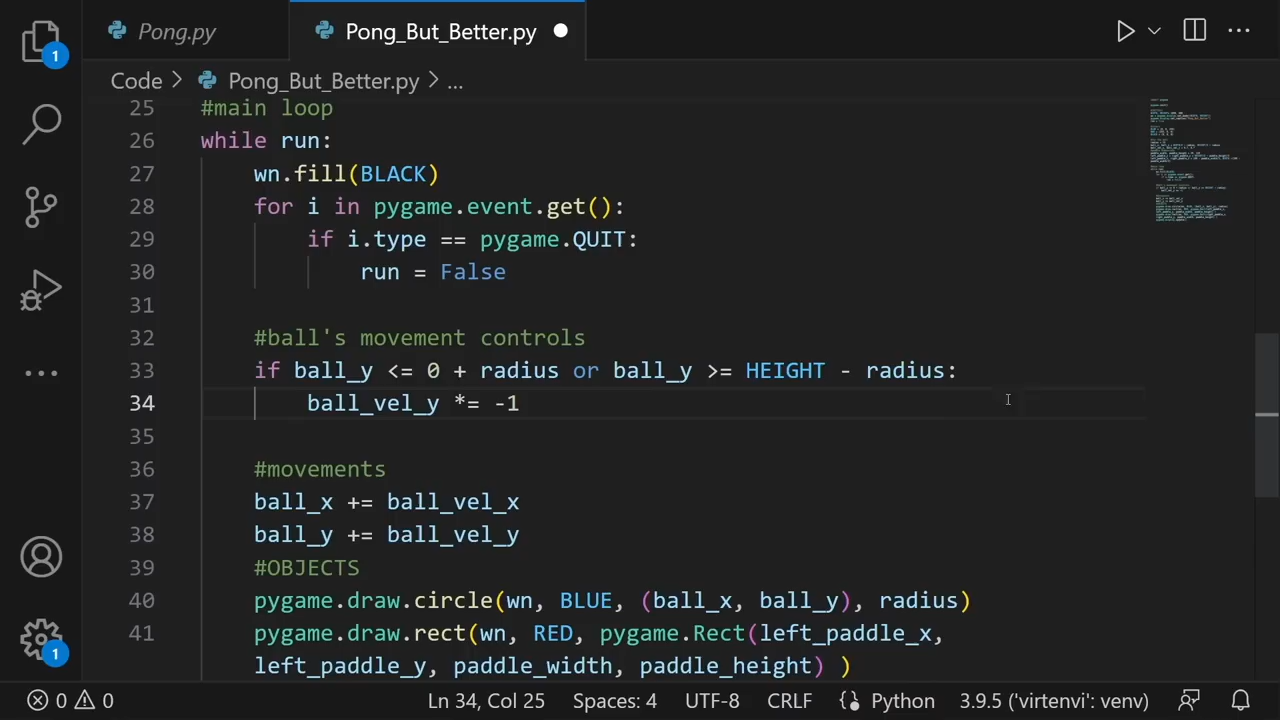 Pong.py
Pong_But_Better.py
Code > Pong_But_Better.py > ...
1
25 #main loop
26 while run:
27 wn.fill(BLACK)
28 for i in pygame.event.get():
29 if i.type == pygame.QUIT:
30 run = False
31
32 #ball's movement controls
33 if ball_y <= 0 + radius or ball_y >= HEIGHT - radius:
34 ball_vel_y *= -1
35
36 #movements
37 ball_x += ball_vel_x
38 ball_y += ball_vel_y
39 #OBJECTS
40 pygame.draw.circle(wn, BLUE, (ball_x, ball_y), radius)
41 pygame.draw.rect(wn, RED, pygame.Rect(left_paddle_x,
left_paddle_y, paddle_width, paddle_height) )
1
0 0 Ln 34, Col 25 Spaces: 4 UTF-8 CRLF Python 3.9.5 ('virtenvi': venv)